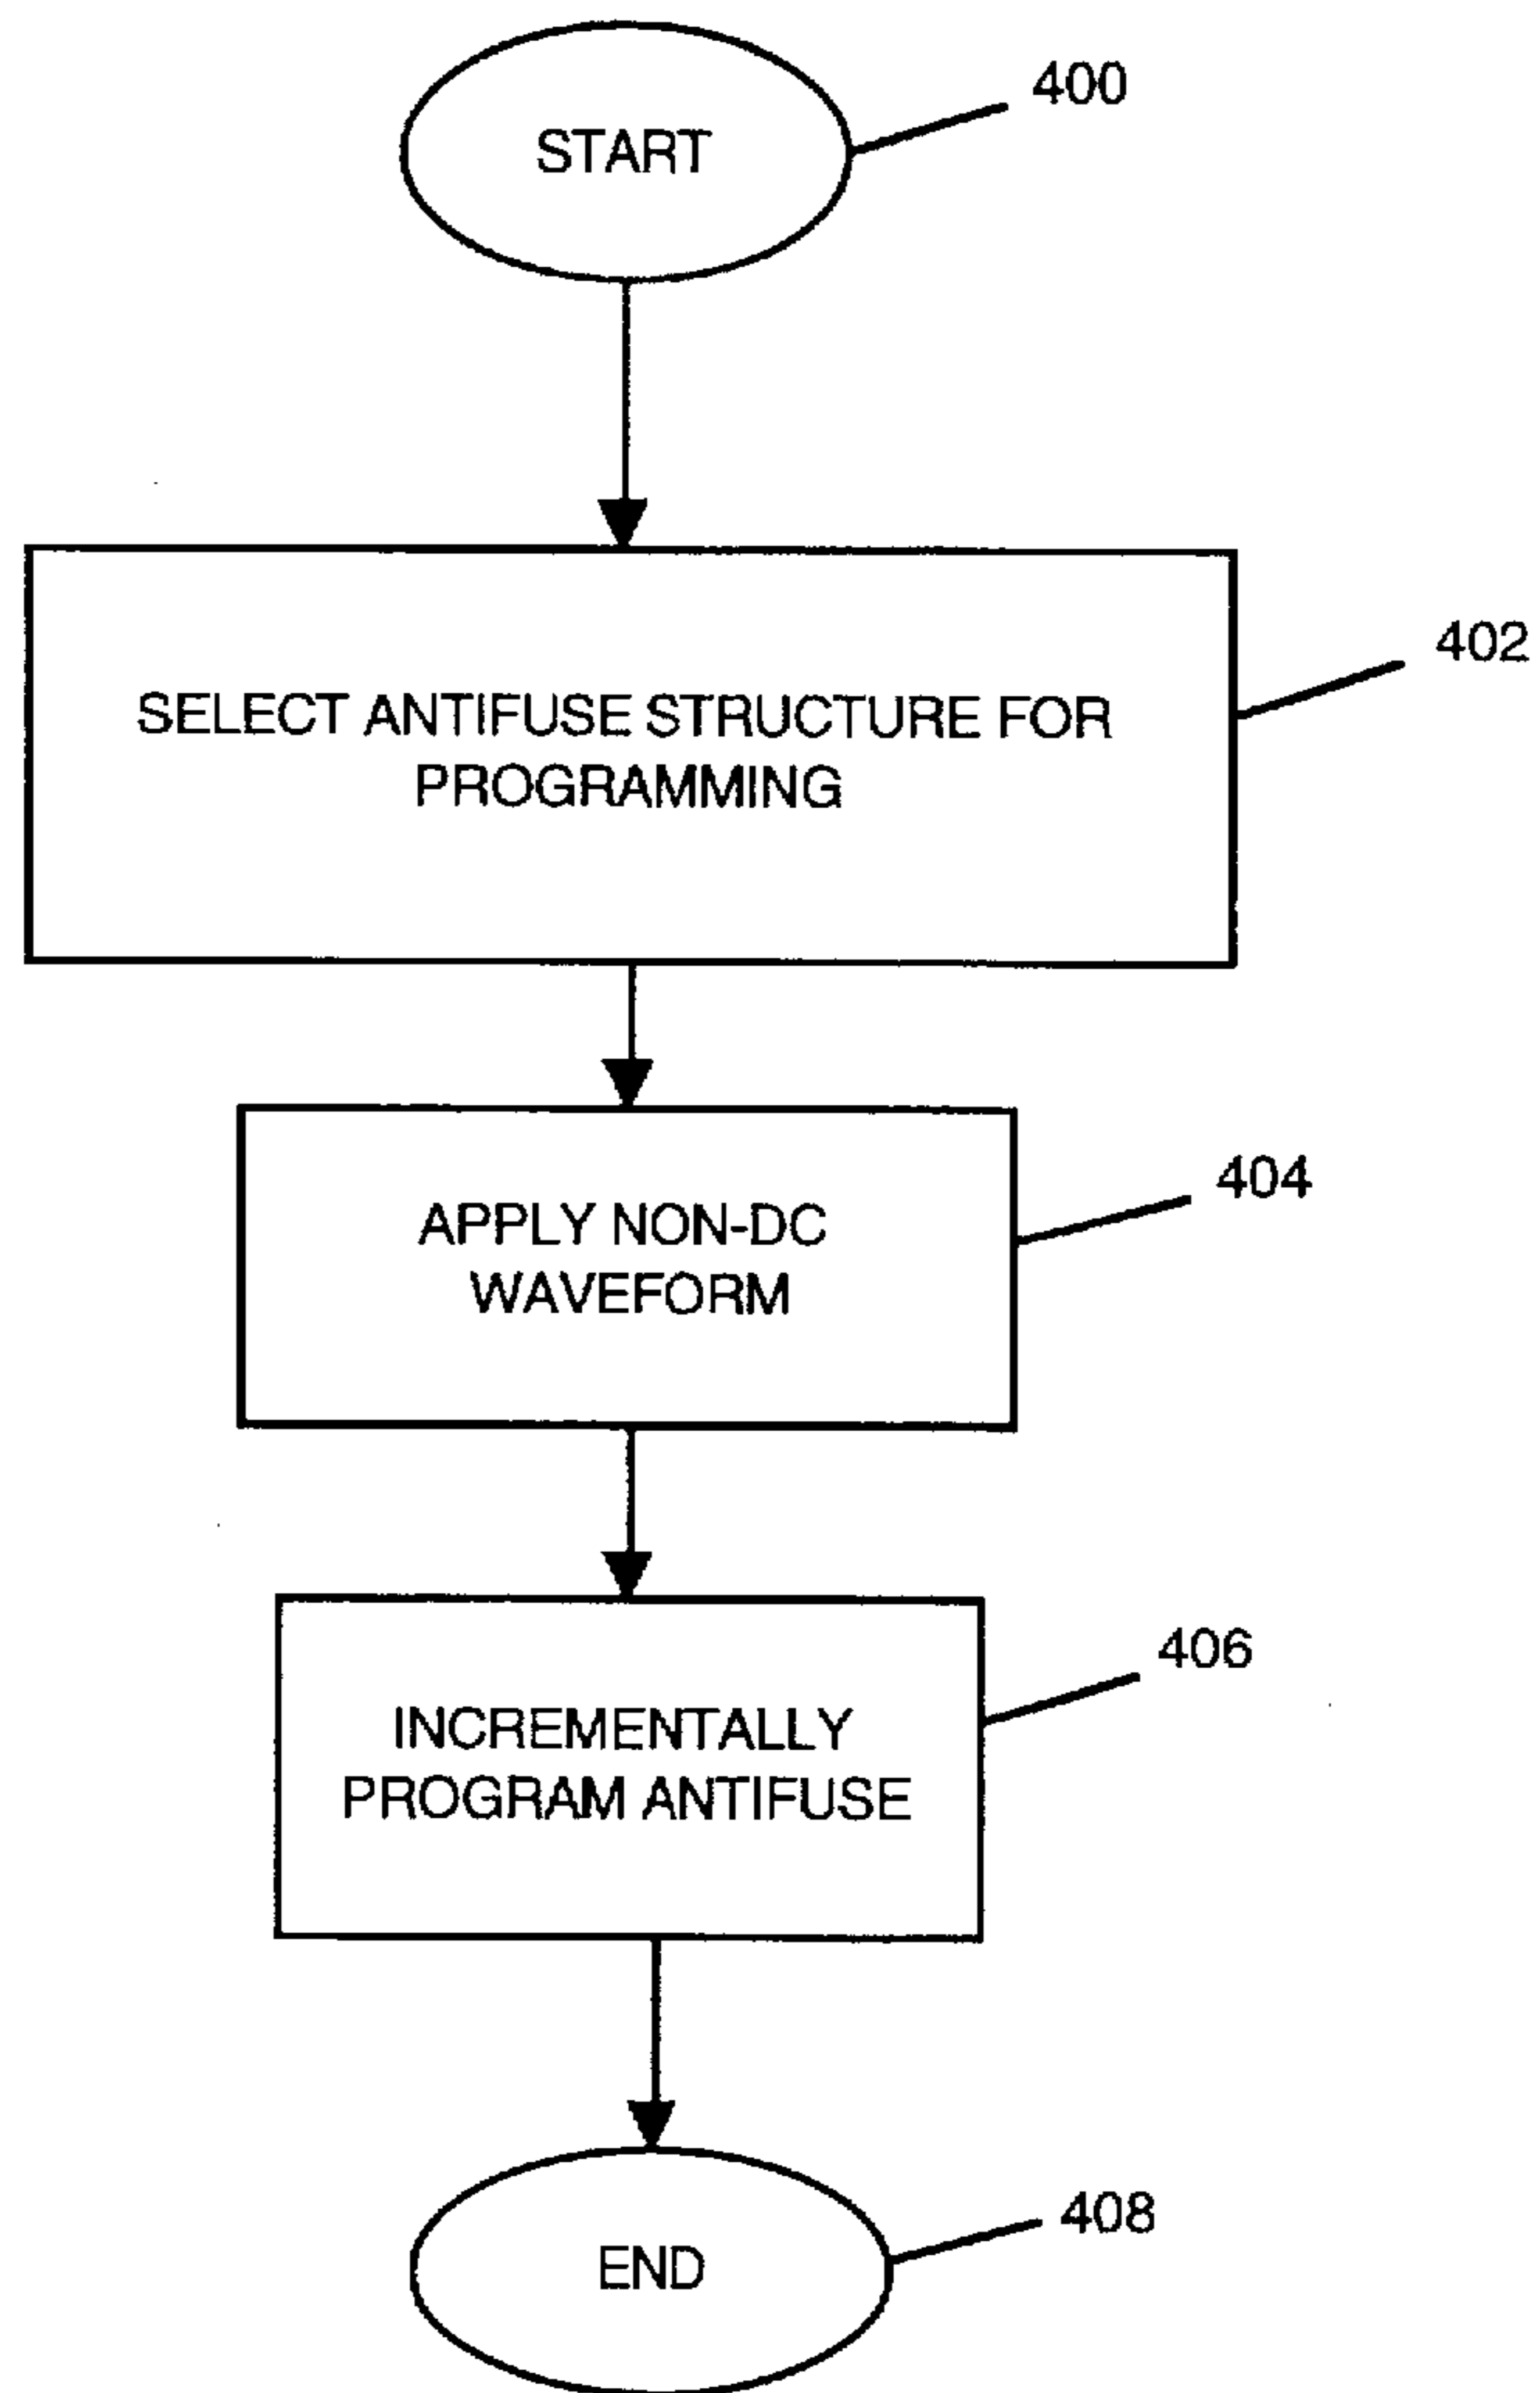 START
400
SELECT ANTIFUSE STRUCTURE FOR
PROGRAMMING
402
APPLY NON-DC
WAVEFORM
404
INCREMENTALLY
PROGRAM ANTIFUSE
406
END
408